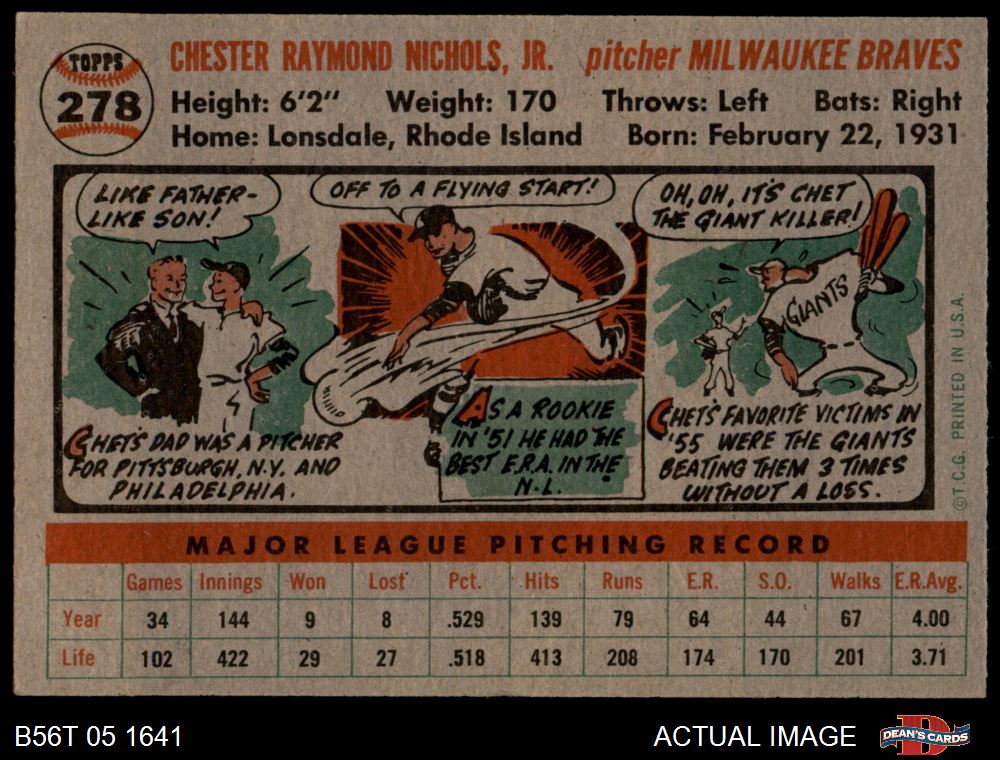 TOPPS
278
CHESTER RAYMOND NICHOLS, JR. pitcher MILWAUKEE BRAVES
Height: 6'2" Weight: 170 Throws: Left Bats: Right
Home: Lonsdale, Rhode Island Born: February 22, 1931
LIKE FATHER-
LIKE SON!
OFF TO A FLYING START!
OH, OH, IT'S CHET
THE GIANT KILLER!
GIANTS
CHET'S DAD WAS A PITCHER
FOR PITTSBURGH, N.Y. AND
PHILADELPHIA.
AS A ROOKIE
IN '51 HE HAD THE
BEST E.R.A. IN THE
N.L.
CHET'S FAVORITE VICTIMS IN
'55 WERE THE GIANTS
BEATING THEM 3 TIMES
WITHOUT A LOSS.
©T.C.G. PRINTED IN U.S.A.
MAJOR LEAGUE PITCHING RECORD
Games Innings Won Lost Pct. Hits Runs E.R. S.O. Walks E.R.Avg.
Year 34 144 9 8 .529 139 79 64 44 67 4.00
Life 102 422 29 27 .518 413 208 174 170 201 3.71
B56T 05 1641 ACTUAL IMAGE DEAN'S CARDS